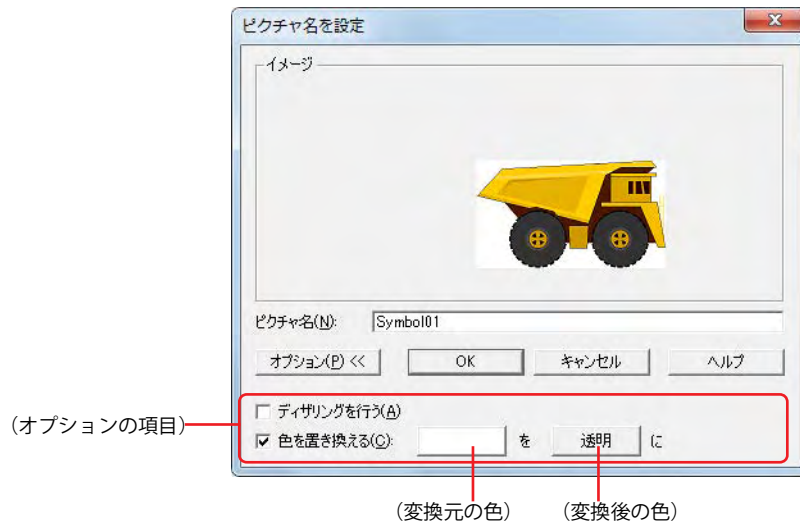 ピクチャ名を設定
イメージ
ピクチャ名(N): Symbol01
オプション(P) << OK キャンセル ヘルプ
(オプションの項目)
ディザリングを行う(A)
色を置き換える(C): を 透明 に
(変換元の色) (変換後の色)